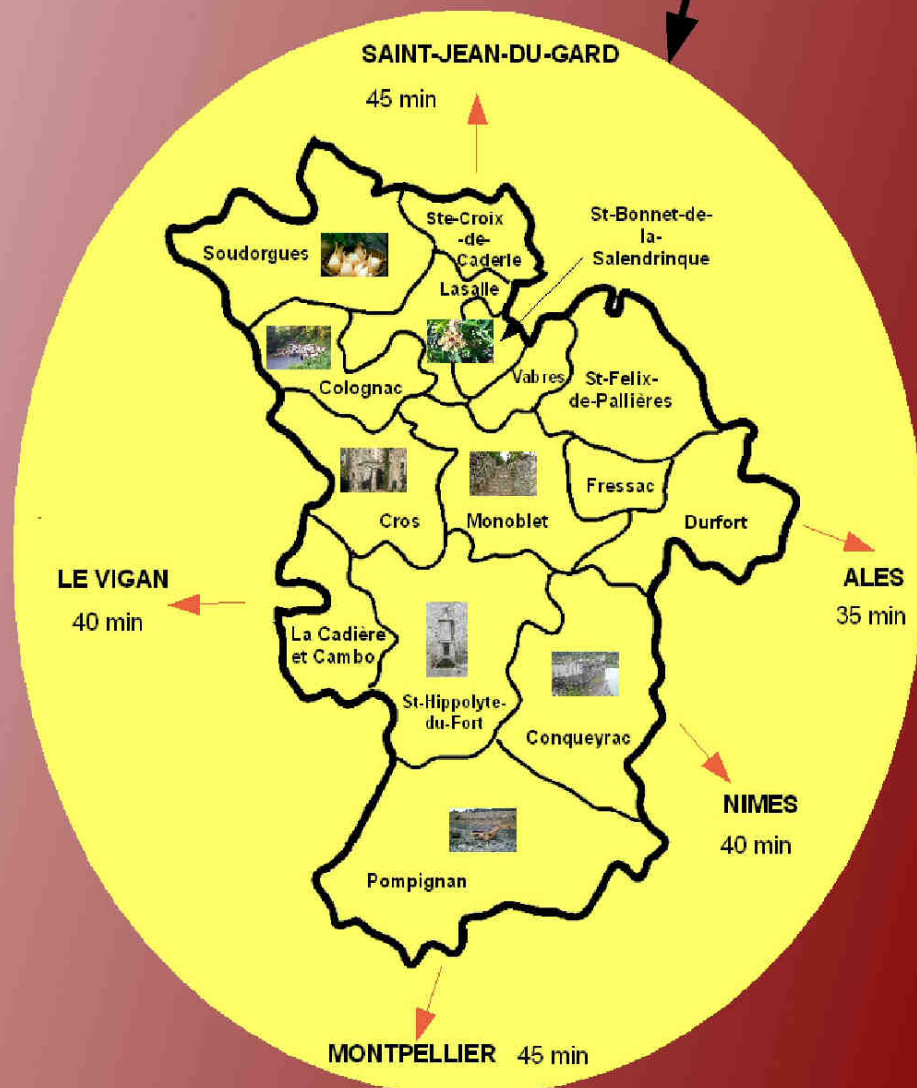 SAINT-JEAN-DU-GARD
45 min
St-Bonnet-de-
la-
Salendrinque
Ste-Croix
-de-
Caderle
Soudorgues
Lasalle
Vabres
St-Felix-
de-Pallières
Colognac
Fressac
Cros
Monoblet
Durfort
LE VIGAN
40 min
ALES
35 min
La Cadière
et Cambo
St-Hippolyte-
du-Fort
Conqueyrac
NIMES
40 min
Pompignan
MONTPELLIER 45 min